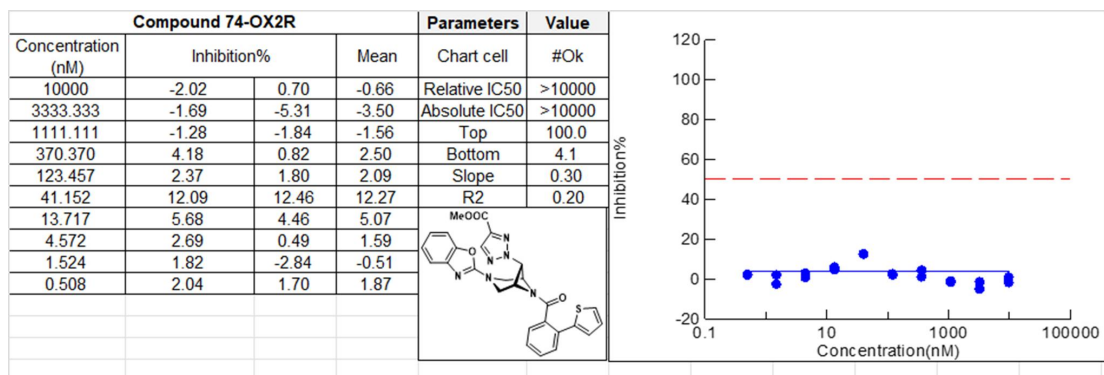 Compound 74-OX2R Parameters Value
Concentration (nM) Inhibition% Mean Chart cell #Ok
10000 -2.02 0.70 -0.66 Relative IC50 >10000
3333.333 -1.69 -5.31 -3.50 Absolute IC50 >10000
1111.111 -1.28 -1.84 -1.56 Top 100.0
370.370 4.18 0.82 2.50 Bottom 4.1
123.457 2.37 1.80 2.09 Slope 0.30
41.152 12.09 12.46 12.27 R2 0.20
13.717 5.68 4.46 5.07
4.572 2.69 0.49 1.59
1.524 1.82 -2.84 -0.51
0.508 2.04 1.70 1.87
MeOOC
N
O N
N N
N N
N
O
S
120
100
80
60
40
20
0
-20
Inhibition%
0.1 10 1000 100000
Concentration(nM)